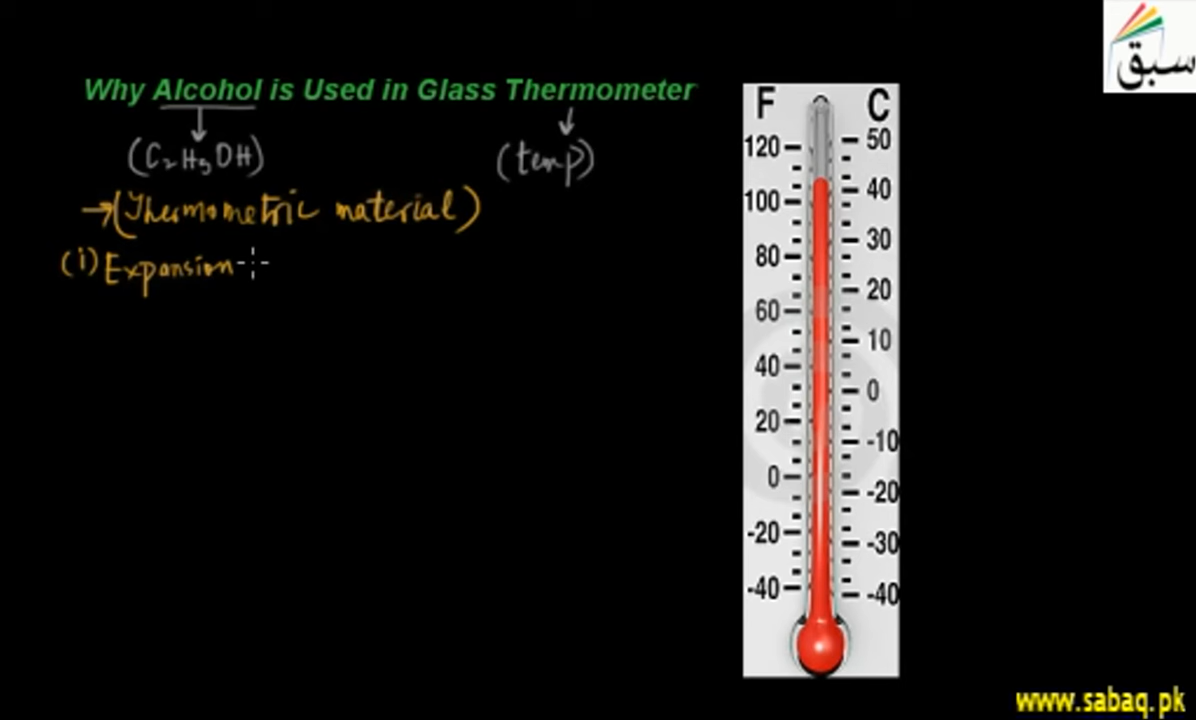 سبق
Why Alcohol is Used in Glass Thermometer
(C₂H₅OH) (temp)
→(Thermometric material)
(i) Expansion
F C
120 50
100 40
80 30
60 20
40 10
20 0
0 -10
-20 -20
-40 -30
-40
www.sabaq.pk